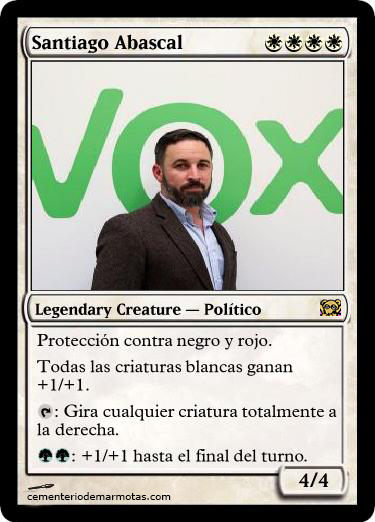 Santiago Abascal
VOX
Legendary Creature — Político
Protección contra negro y rojo.
Todas las criaturas blancas ganan
+1/+1.
: Gira cualquier criatura totalmente a
la derecha.
: +1/+1 hasta el final del turno.
4/4
cementeriodemarmotas.com